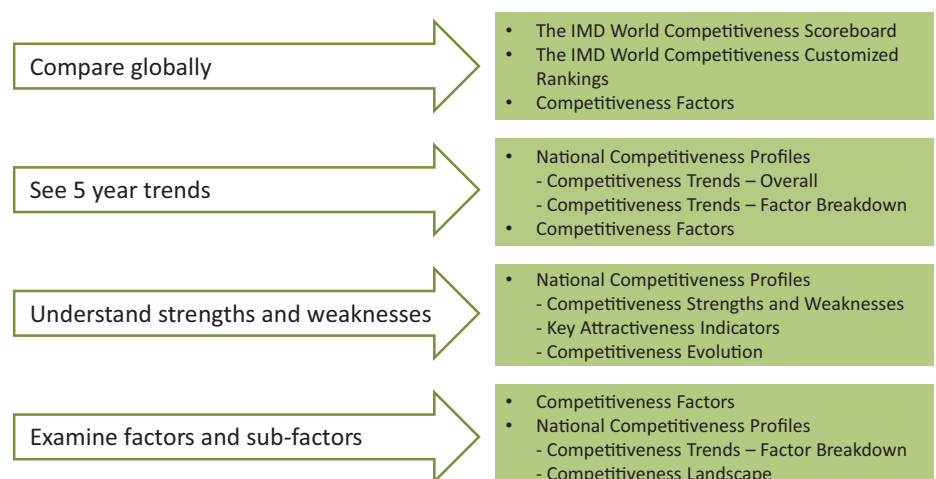 Compare globally
• The IMD World Competitiveness Scoreboard
• The IMD World Competitiveness Customized
Rankings
• Competitiveness Factors
See 5 year trends
• National Competitiveness Profiles
- Competitiveness Trends – Overall
- Competitiveness Trends – Factor Breakdown
• Competitiveness Factors
Understand strengths and weaknesses
• National Competitiveness Profiles
- Competitiveness Strengths and Weaknesses
- Key Attractiveness Indicators
- Competitiveness Evolution
Examine factors and sub-factors
• Competitiveness Factors
• National Competitiveness Profiles
- Competitiveness Trends – Factor Breakdown
- Competitiveness Landscape